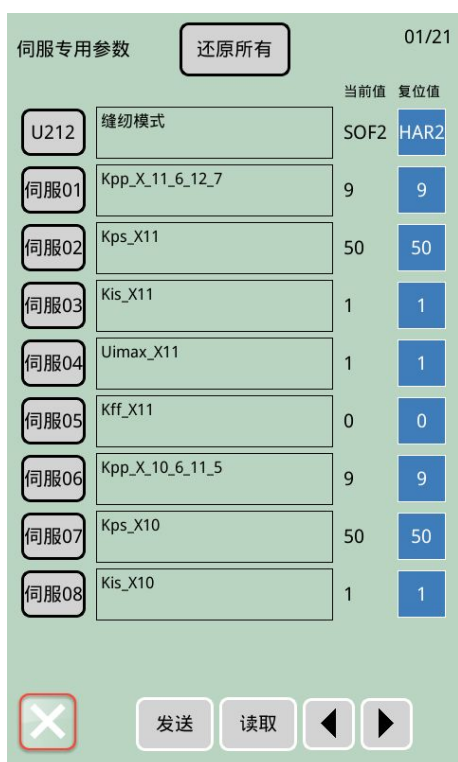 伺服专用参数 还原所有 01/21
当前值 复位值
U212 缝纫模式 SOF2 HAR2
伺服01 Kpp_X_11_6_12_7 9 9
伺服02 Kps_X11 50 50
伺服03 Kis_X11 1 1
伺服04 Uimax_X11 1 1
伺服05 Kff_X11 0 0
伺服06 Kpp_X_10_6_11_5 9 9
伺服07 Kps_X10 50 50
伺服08 Kis_X10 1 1
发送 读取